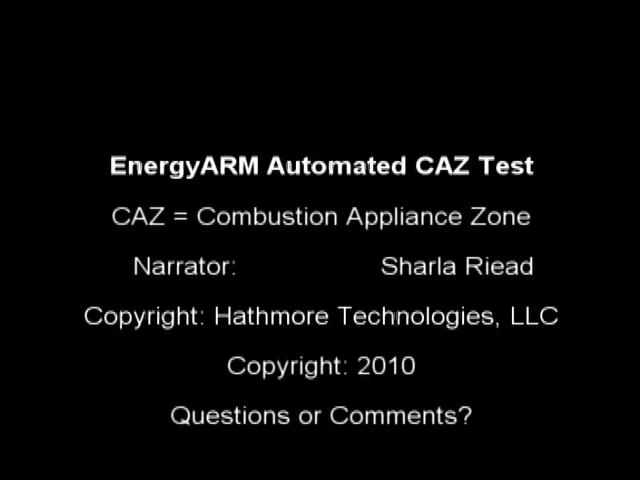 EnergyARM Automated CAZ Test
CAZ = Combustion Appliance Zone
Narrator: Sharla Riead
Copyright: Hathmore Technologies, LLC
Copyright: 2010
Questions or Comments?